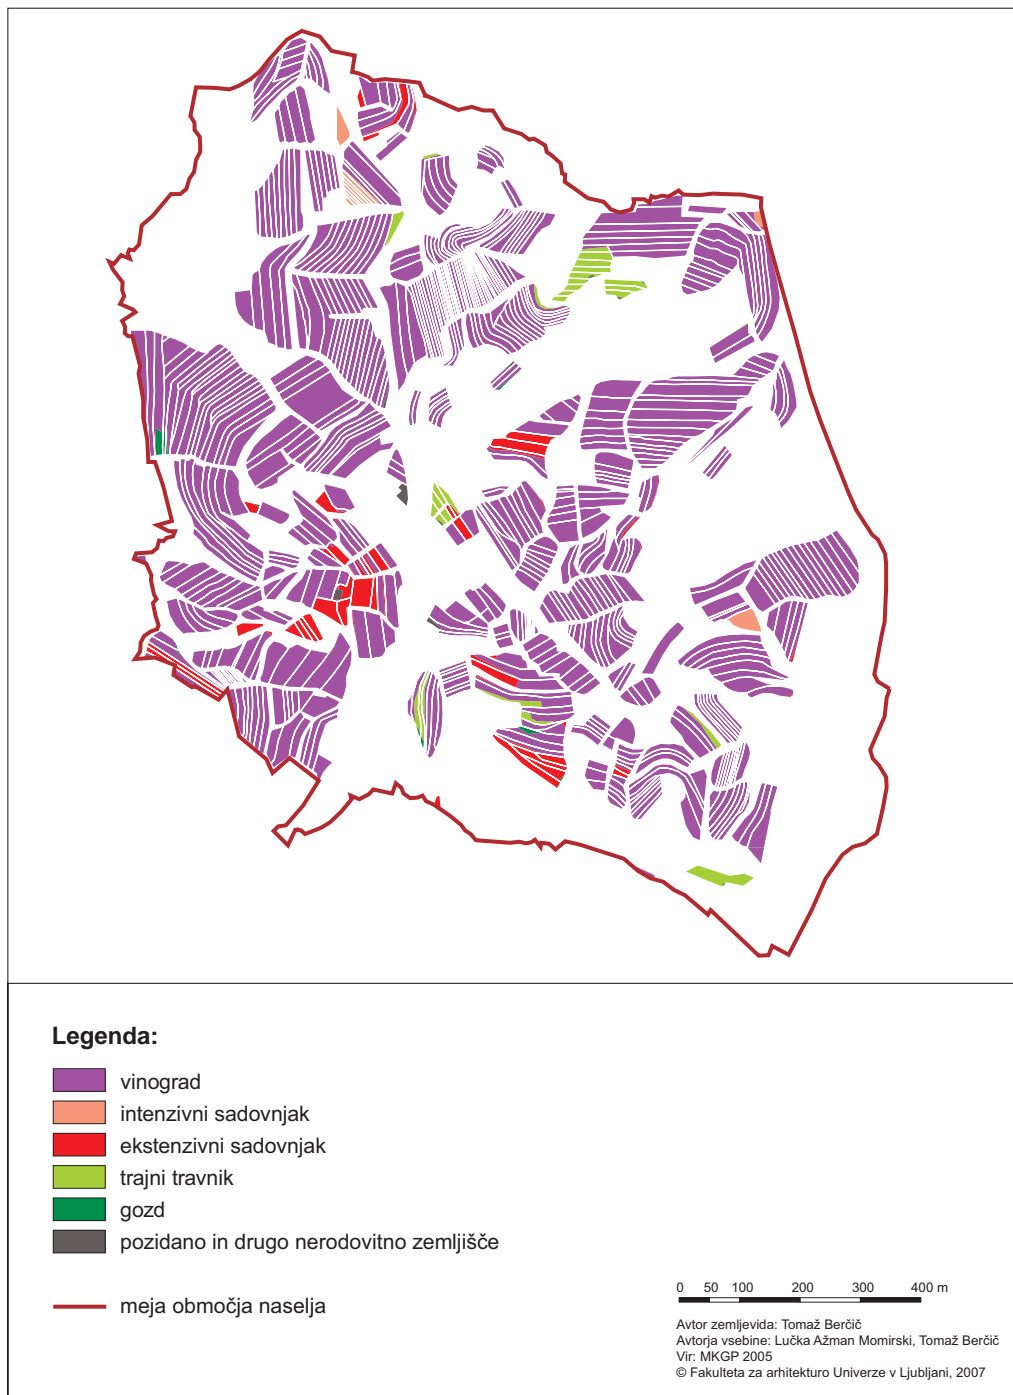 Legenda:
vinograd
intenzivni sadovnjak
ekstenzivni sadovnjak
trajni travnik
gozd
pozidano in drugo nerodovitno zemljišče
meja območja naselja
0 50 100 200 300 400 m
Avtor zemljevida: Tomaž Berčič
Avtorja vsebine: Lučka Ažman Momirski, Tomaž Berčič
Vir: MKGP 2005
© Fakulteta za arhitekturo Univerze v Ljubljani, 2007